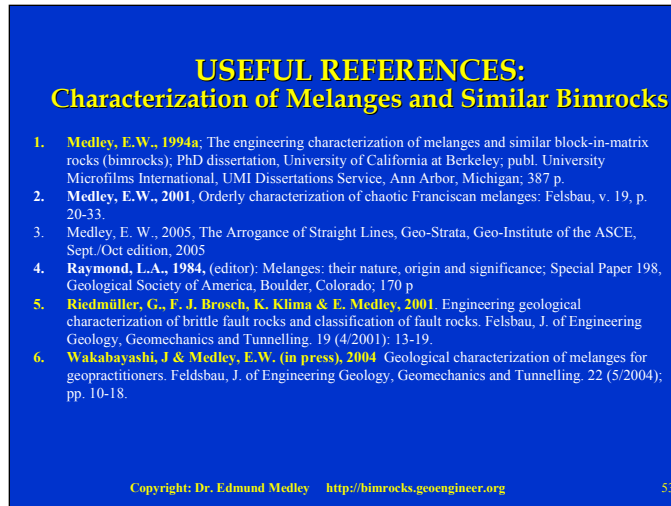 USEFUL REFERENCES:
Characterization of Melanges and Similar Bimrocks
1. Medley, E.W., 1994a; The engineering characterization of melanges and similar block-in-matrix
rocks (bimrocks); PhD dissertation, University of California at Berkeley; publ. University
Microfilms International, UMI Dissertations Service, Ann Arbor, Michigan; 387 p.
2. Medley, E.W., 2001, Orderly characterization of chaotic Franciscan melanges: Felsbau, v. 19, p.
20-33.
3. Medley, E. W., 2005, The Arrogance of Straight Lines, Geo-Strata, Geo-Institute of the ASCE,
Sept./Oct edition, 2005
4. Raymond, L.A., 1984, (editor): Melanges: their nature, origin and significance; Special Paper 198,
Geological Society of America, Boulder, Colorado; 170 p
5. Riedmüller, G., F. J. Brosch, K. Klima & E. Medley, 2001. Engineering geological
characterization of brittle fault rocks and classification of fault rocks. Felsbau, J. of Engineering
Geology, Geomechanics and Tunnelling. 19 (4/2001): 13-19.
6. Wakabayashi, J & Medley, E.W. (in press), 2004 Geological characterization of melanges for
geopractitioners. Feldsbau, J. of Engineering Geology, Geomechanics and Tunnelling. 22 (5/2004);
pp. 10-18.
Copyright: Dr. Edmund Medley http://bimrocks.geoengineer.org 53